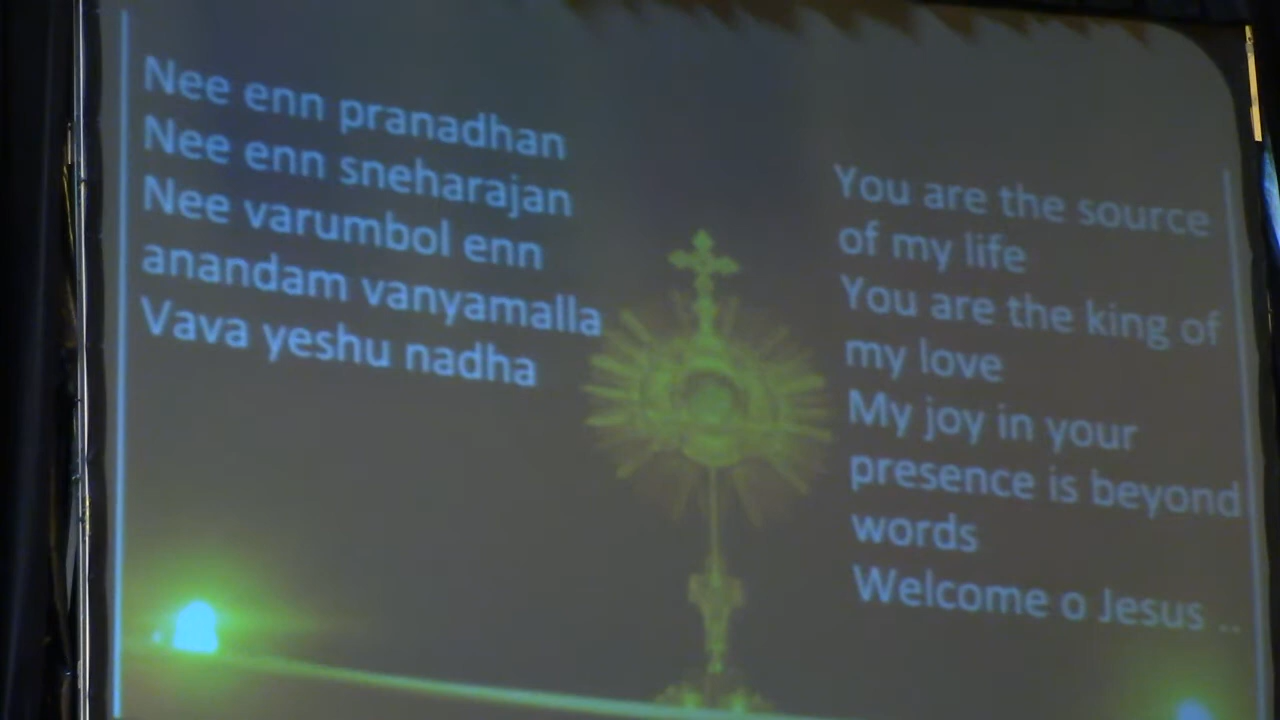 Nee enn pranadhan
Nee enn sneharajan
Nee varumbol enn
anandam vanyamalla
Vava yeshu nadha
You are the source
of my life
You are the king of
my love
My joy in your
presence is beyond
words
Welcome o Jesus ..